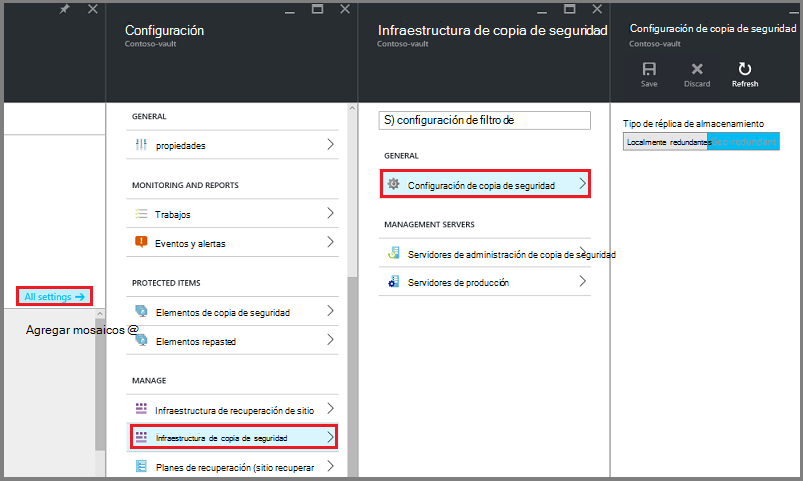 All settings
Agregar mosaicos @
Configuración
Contoso-vault
GENERAL
propiedades
MONITORING AND REPORTS
Trabajos
Eventos y alertas
PROTECTED ITEMS
Elementos de copia de seguridad
Elementos repasted
MANAGE
Infraestructura de recuperación de sitio
Infraestructura de copia de seguridad
Planes de recuperación (sitio recuperar
Infraestructura de copia de seguridad
Contoso-vault
S) configuración de filtro de
GENERAL
Configuración de copia de seguridad
MANAGEMENT SERVERS
Servidores de administración de copia de seguridad
Servidores de producción
Configuración de copia de seguridad
Contoso-vault
Save Discard Refresh
Tipo de réplica de almacenamiento
Localmente redundantes Geo-redundant